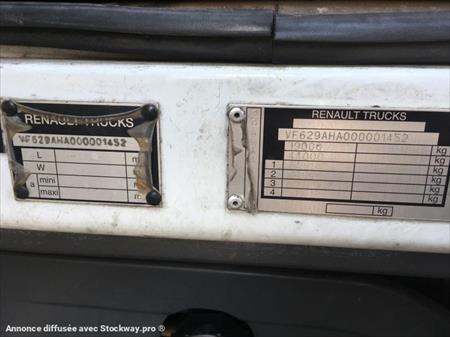 RENAULT TRUCKS
VF629AHA000001452
L m
W m
a mini m
maxi m
RENAULT TRUCKS
VF629AHA000001452
19000 kg
kg
1 kg
2 kg
3 kg
4 kg
kg
Annonce diffusée avec Stockway.pro ®